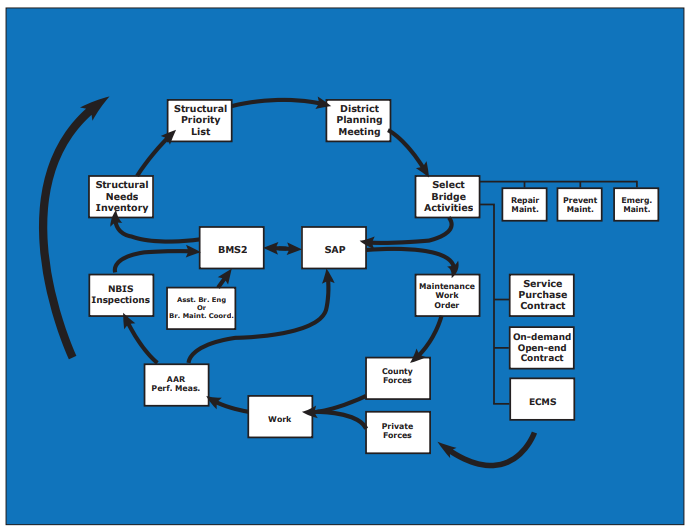 Structural
Priority
List
District
Planning
Meeting
Structural
Needs
Inventory
Select
Bridge
Activities
Repair
Maint.
Prevent
Maint.
Emerg.
Maint.
BMS2
SAP
NBIS
Inspections
Asst. Br. Eng
Or
Br. Maint. Coord.
Maintenance
Work
Order
Service
Purchase
Contract
On–demand
Open–end
Contract
AAR
Perf. Meas.
County
Forces
ECMS
Work
Private
Forces